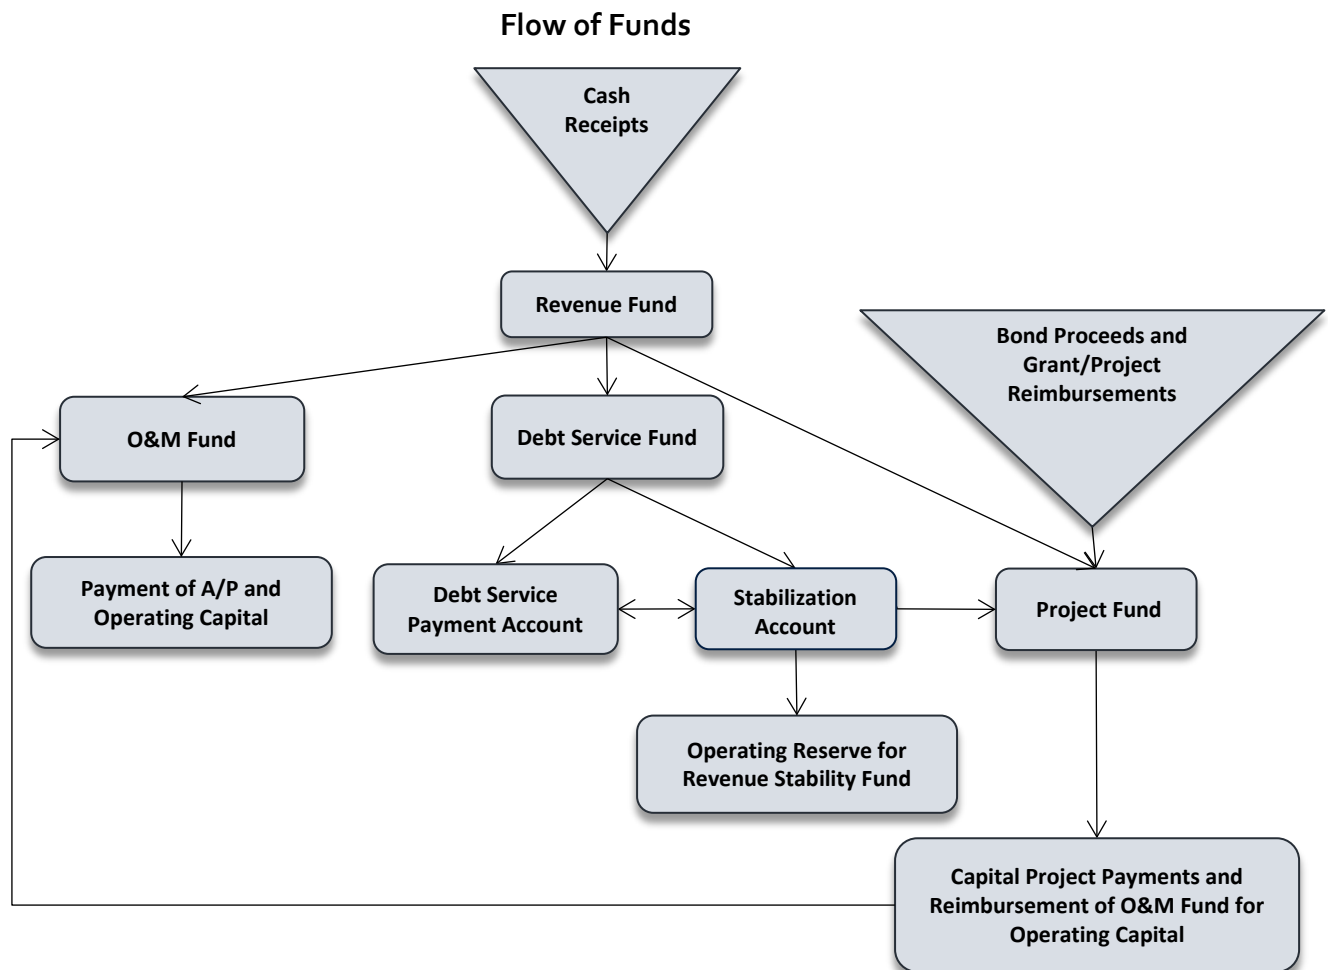 Flow of Funds
Cash
Receipts
Revenue Fund
Bond Proceeds and
Grant/Project
Reimbursements
O&M Fund
Debt Service Fund
Payment of A/P and
Operating Capital
Debt Service
Payment Account
Stabilization
Account
Project Fund
Operating Reserve for
Revenue Stability Fund
Capital Project Payments and
Reimbursement of O&M Fund for
Operating Capital